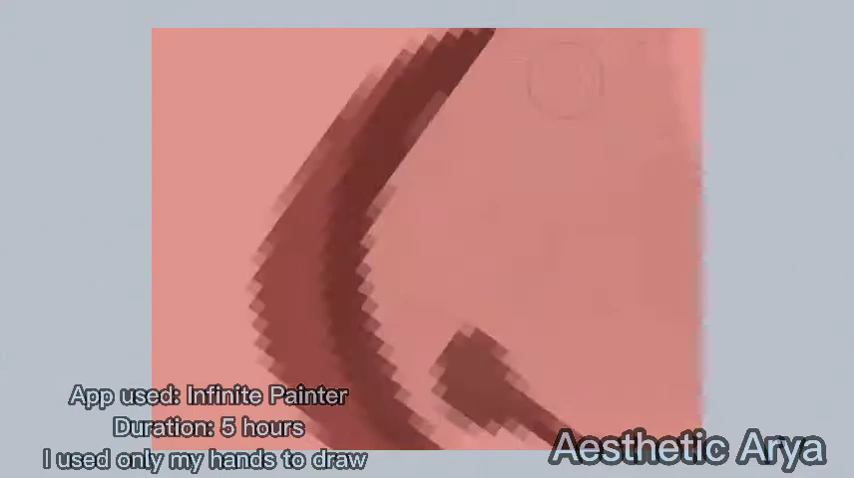 App used: Infinite Painter
Duration: 5 hours
I used only my hands to draw
Aesthetic Arya